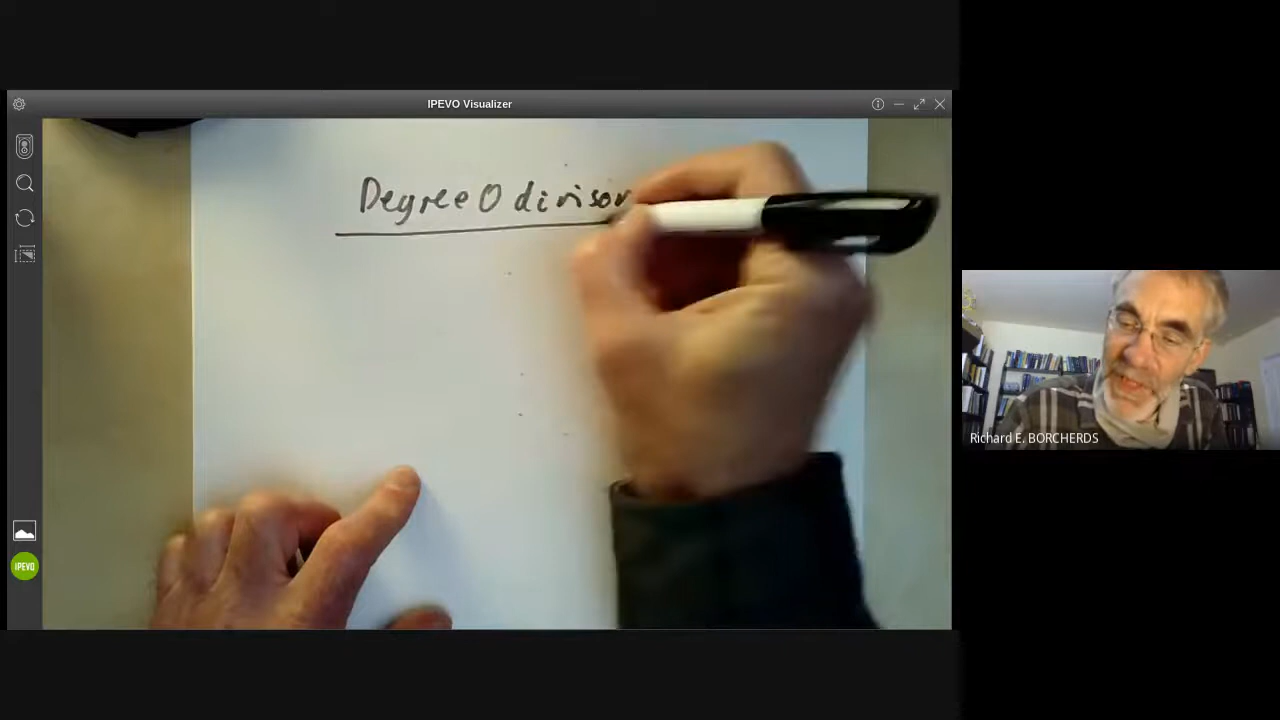 IPEVO Visualizer
Degree 0 divisor
IPEVO
Richard E. BORCHERDS